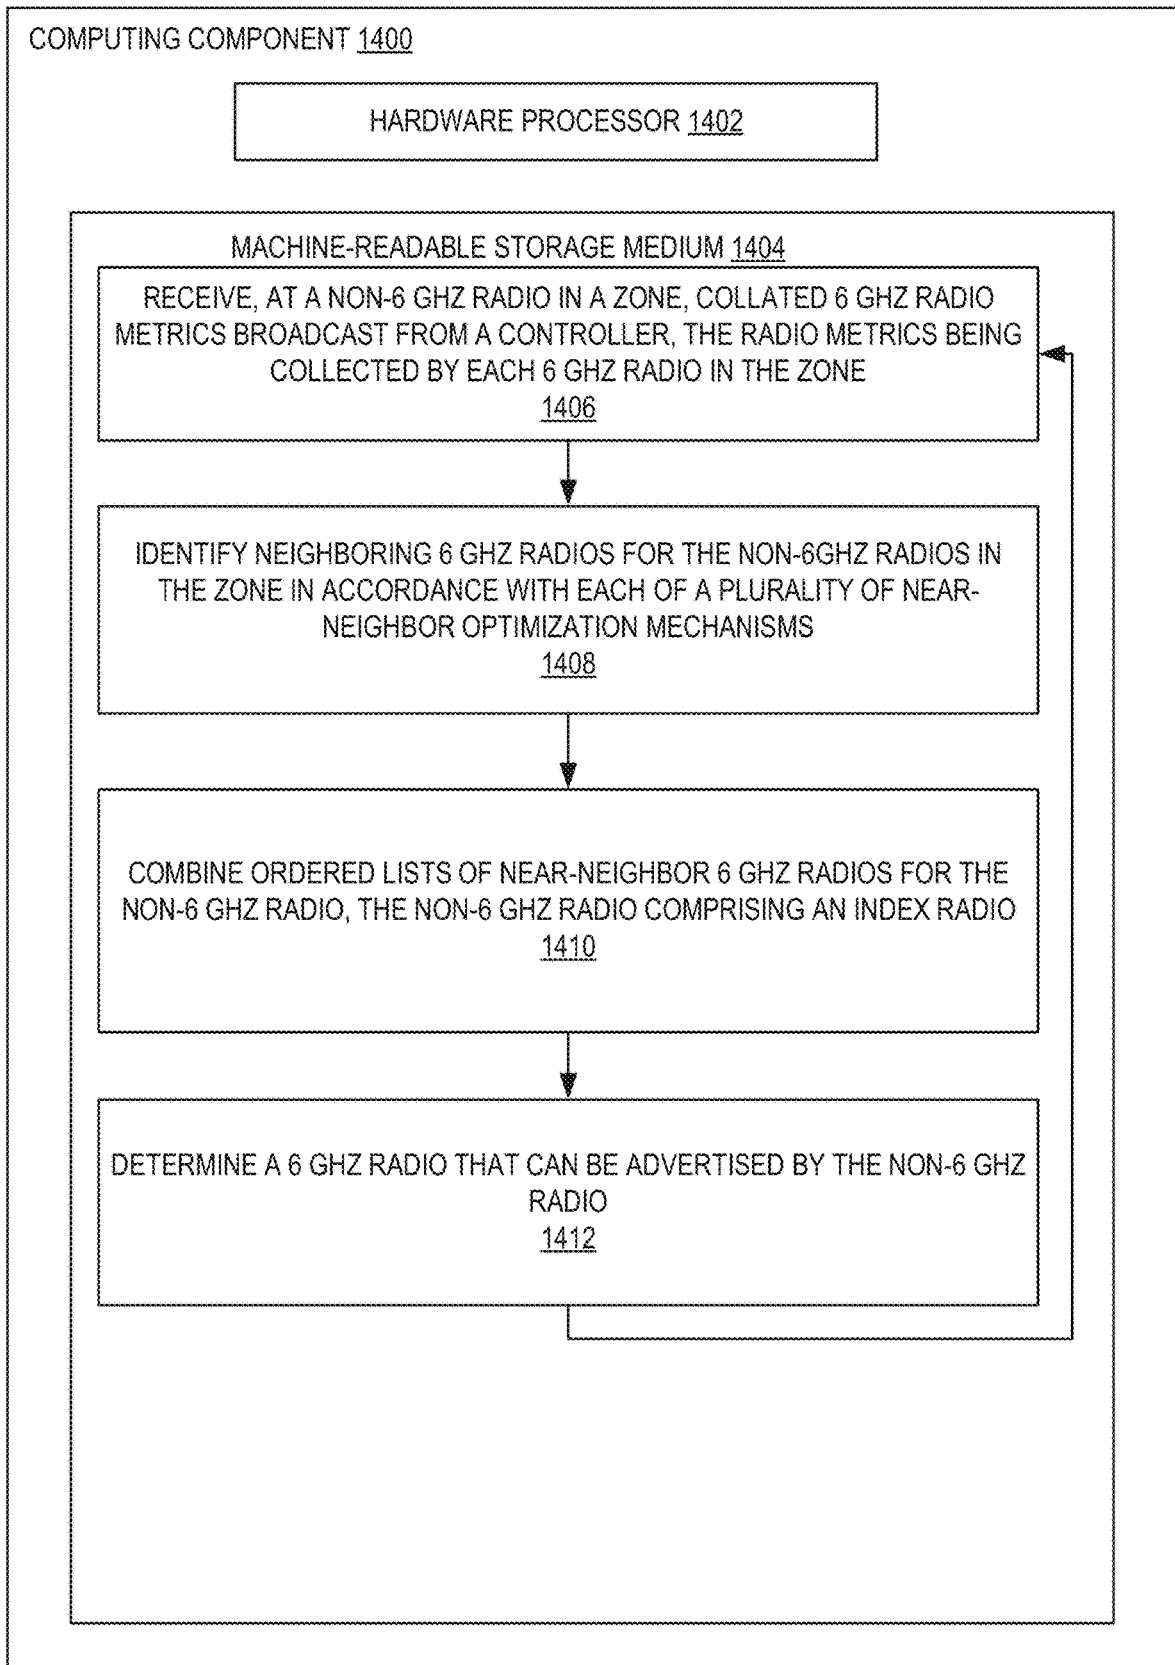 COMPUTING COMPONENT 1400
HARDWARE PROCESSOR 1402
MACHINE-READABLE STORAGE MEDIUM 1404
RECEIVE, AT A NON-6 GHZ RADIO IN A ZONE, COLLATED 6 GHZ RADIO
METRICS BROADCAST FROM A CONTROLLER, THE RADIO METRICS BEING
COLLECTED BY EACH 6 GHZ RADIO IN THE ZONE
1406
IDENTIFY NEIGHBORING 6 GHZ RADIOS FOR THE NON-6GHZ RADIOS IN
THE ZONE IN ACCORDANCE WITH EACH OF A PLURALITY OF NEAR-
NEIGHBOR OPTIMIZATION MECHANISMS
1408
COMBINE ORDERED LISTS OF NEAR-NEIGHBOR 6 GHZ RADIOS FOR THE
NON-6 GHZ RADIO, THE NON-6 GHZ RADIO COMPRISING AN INDEX RADIO
1410
DETERMINE A 6 GHZ RADIO THAT CAN BE ADVERTISED BY THE NON-6 GHZ
RADIO
1412